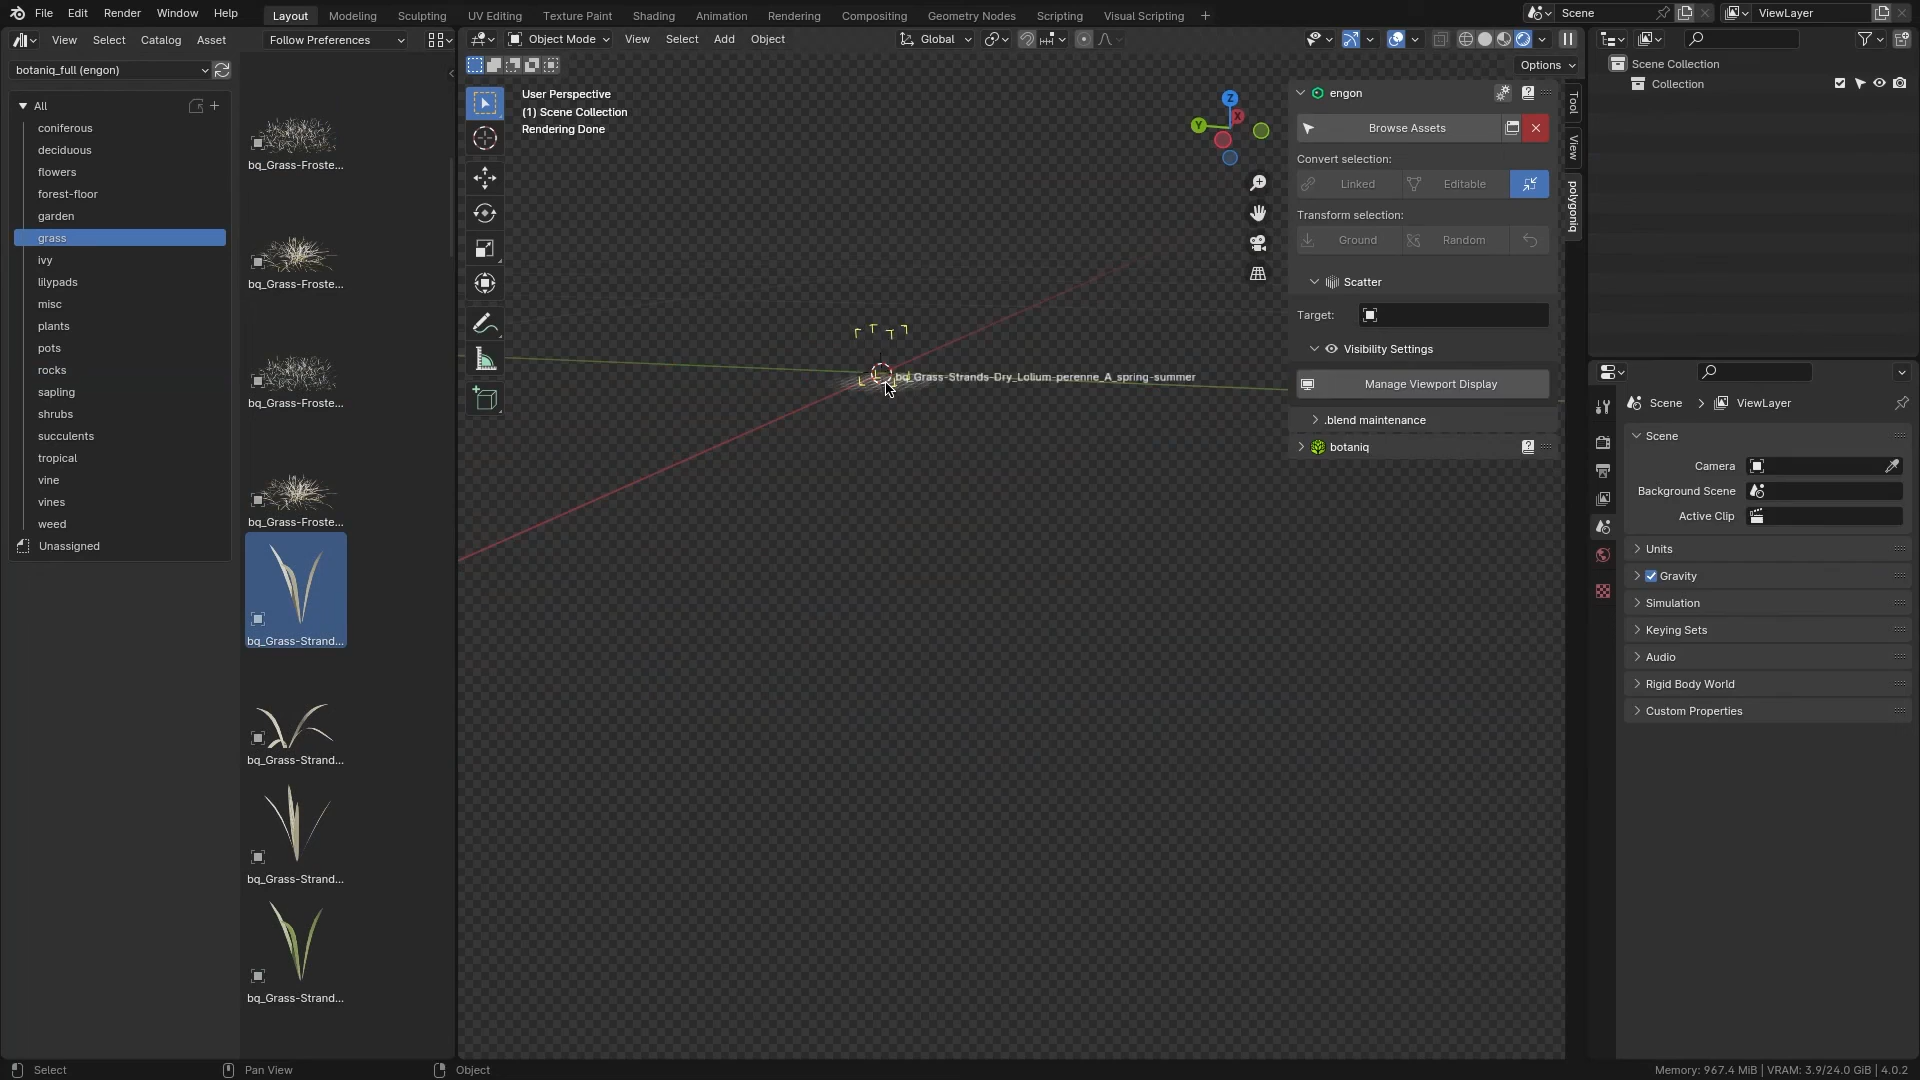 File Edit Render Window Help
Layout Modeling Sculpting UV Editing Texture Paint Shading Animation Rendering Compositing Geometry Nodes Scripting Visual Scripting +
Scene
ViewLayer
View Select Catalog Asset
Follow Preferences
Object Mode
View Select Add Object
Global
botaniq_full (engon)
Options
All
coniferous
deciduous
flowers
forest-floor
garden
grass
ivy
lilypads
misc
plants
pots
rocks
sapling
shrubs
succulents
tropical
vine
vines
weed
Unassigned
bq_Grass-Froste...
bq_Grass-Froste...
bq_Grass-Froste...
bq_Grass-Froste...
bq_Grass-Strand...
bq_Grass-Strand...
bq_Grass-Strand...
bq_Grass-Strand...
User Perspective
(1) Scene Collection
Rendering Done
bq_Grass-Strands-Dry_Lolium-perenne_A_spring-summer
Z
Y
X
engon
Browse Assets
Convert selection:
Linked
Editable
Transform selection:
Ground
Random
Scatter
Target:
Visibility Settings
Manage Viewport Display
.blend maintenance
botaniq
Tool
View
polygoniq
Scene Collection
Collection
Scene
ViewLayer
Scene
Camera
Background Scene
Active Clip
Units
Gravity
Simulation
Keying Sets
Audio
Rigid Body World
Custom Properties
Select
Pan View
Object
Memory: 967.4 MiB | VRAM: 3.9/24.0 GiB | 4.0.2